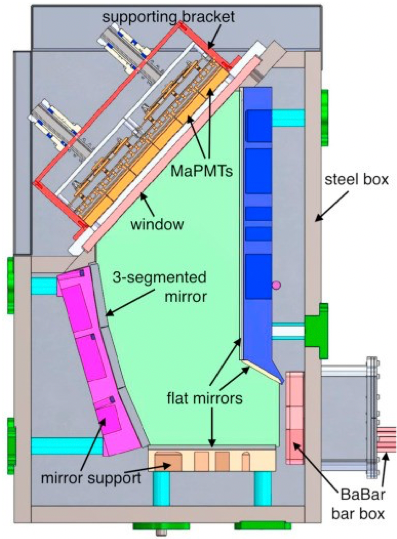 supporting bracket
MaPMTs
steel box
window
3-segmented
mirror
flat mirrors
mirror support
BaBar
bar box